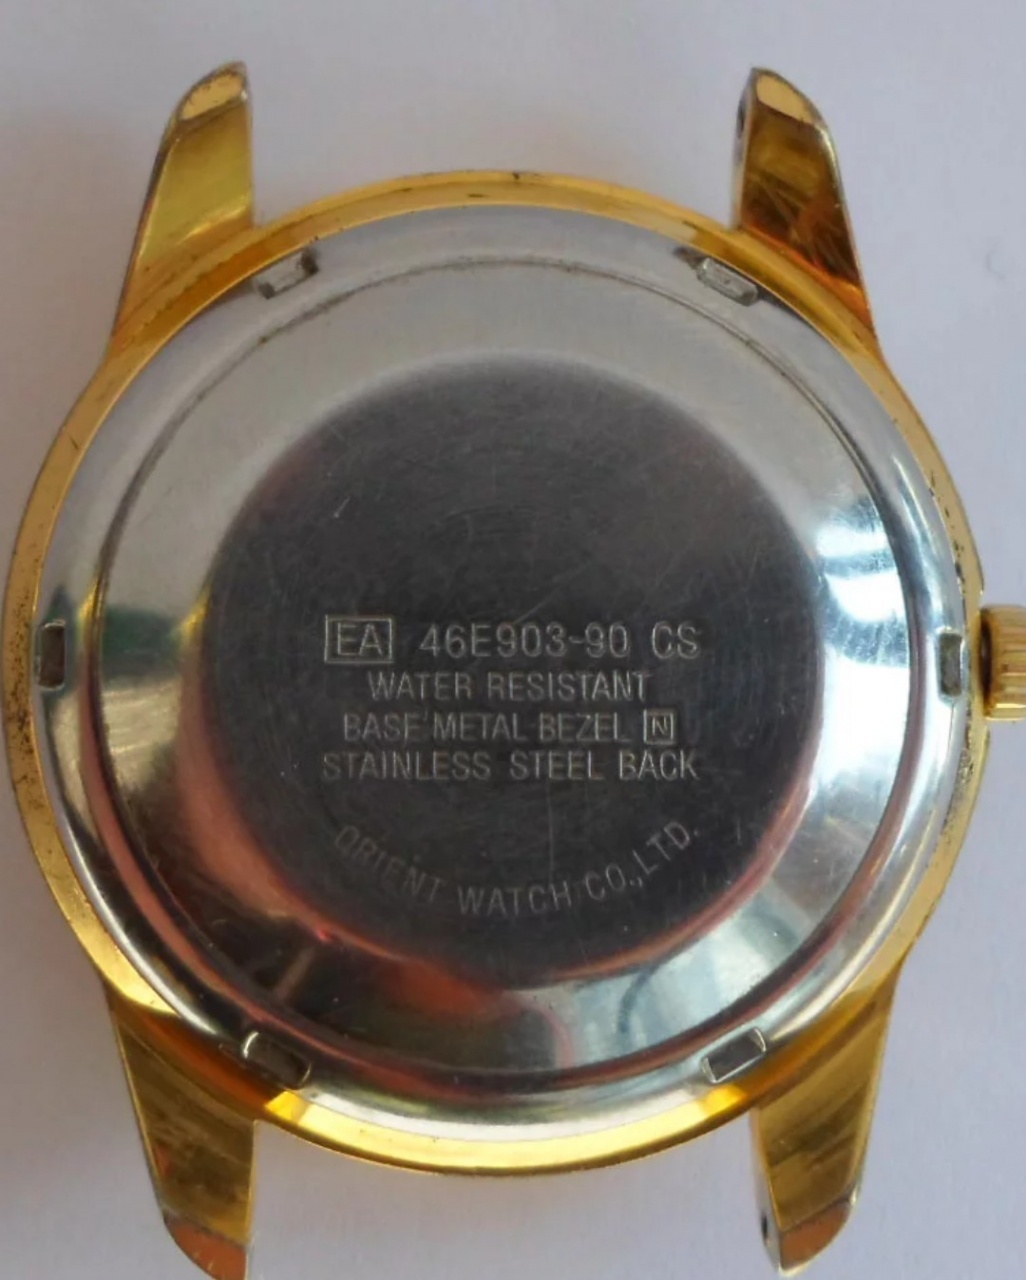 EA 46E903-90 CS
WATER RESISTANT
BASE METAL BEZEL N
STAINLESS STEEL BACK
ORIENT WATCH CO.,LTD.